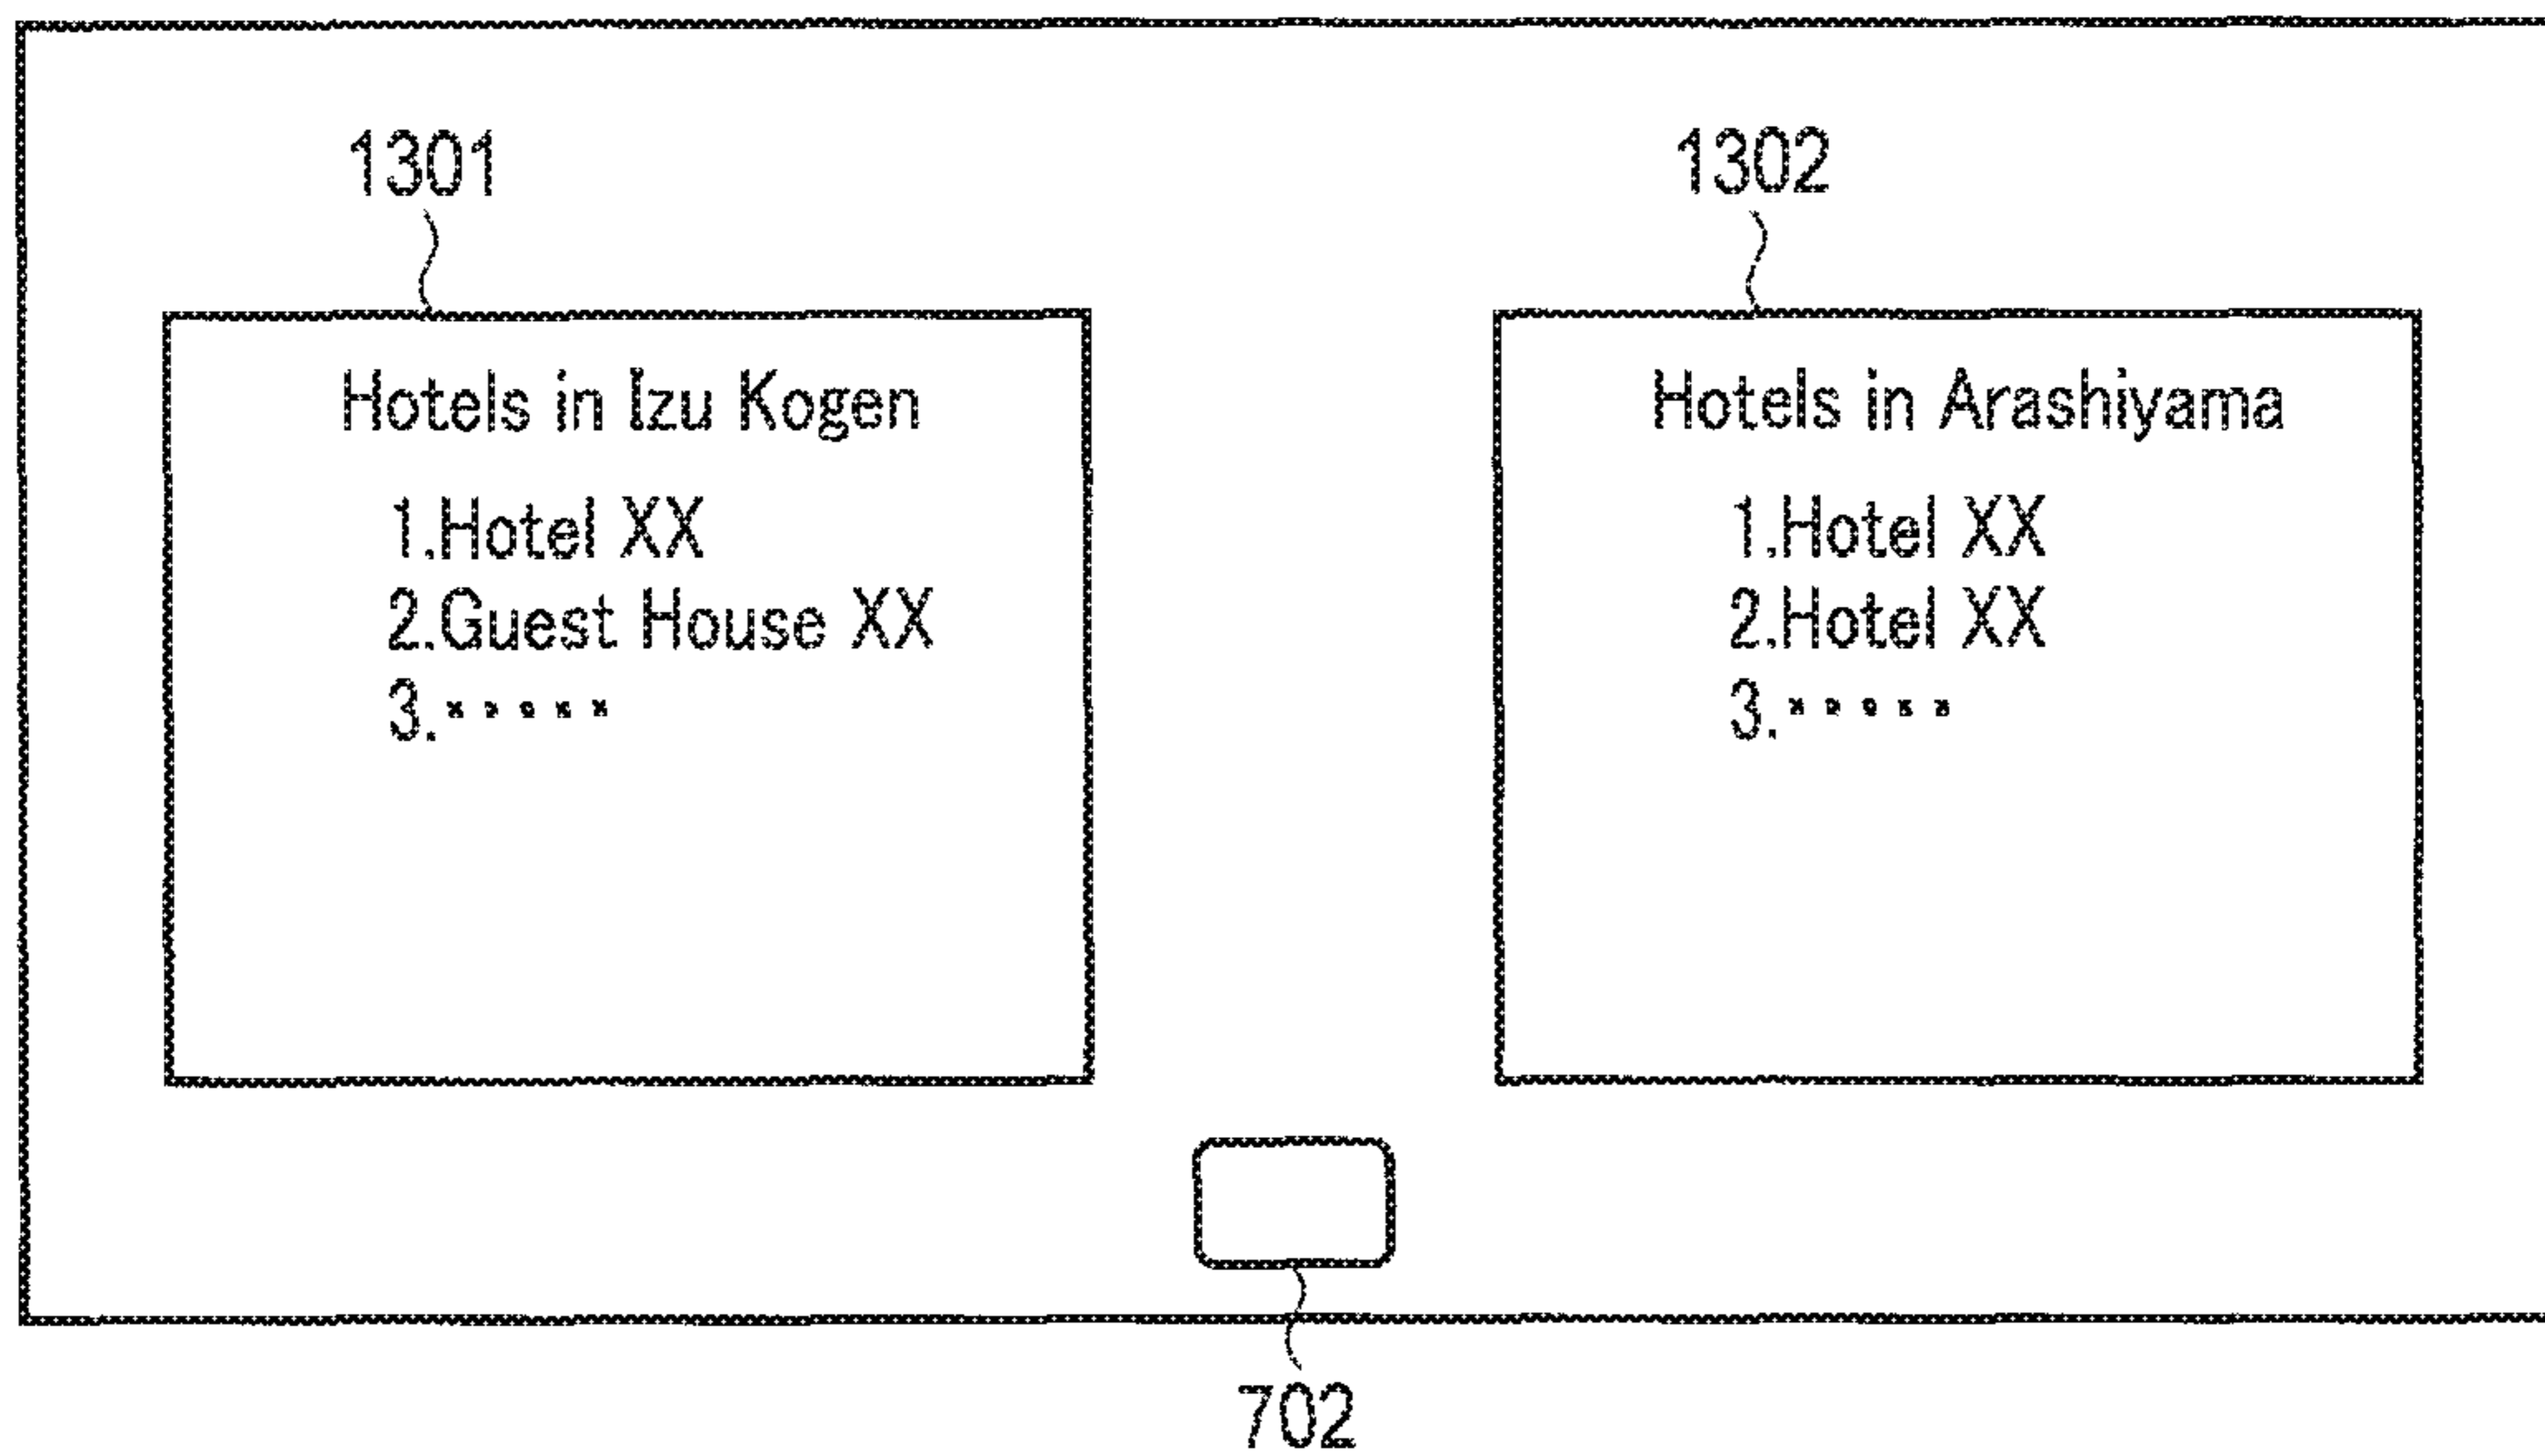 1301
Hotels in Izu Kogen
1.Hotel XX
2.Guest House XX
3.･････
1302
Hotels in Arashiyama
1.Hotel XX
2.Hotel XX
3.･････
702